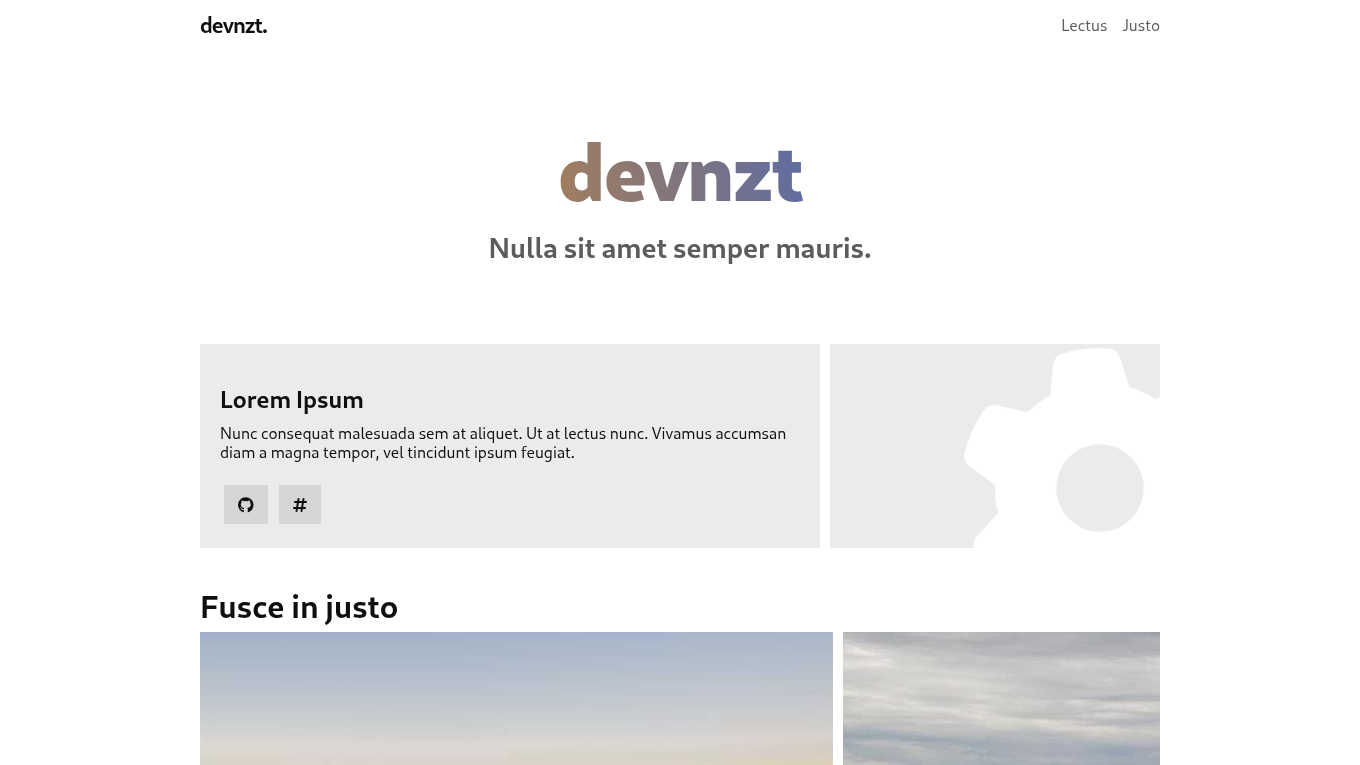 devnzt.
Lectus Justo
devnzt
Nulla sit amet semper mauris.
Lorem Ipsum
Nunc consequat malesuada sem at aliquet. Ut at lectus nunc. Vivamus accumsan
diam a magna tempor, vel tincidunt ipsum feugiat.
#
Fusce in justo